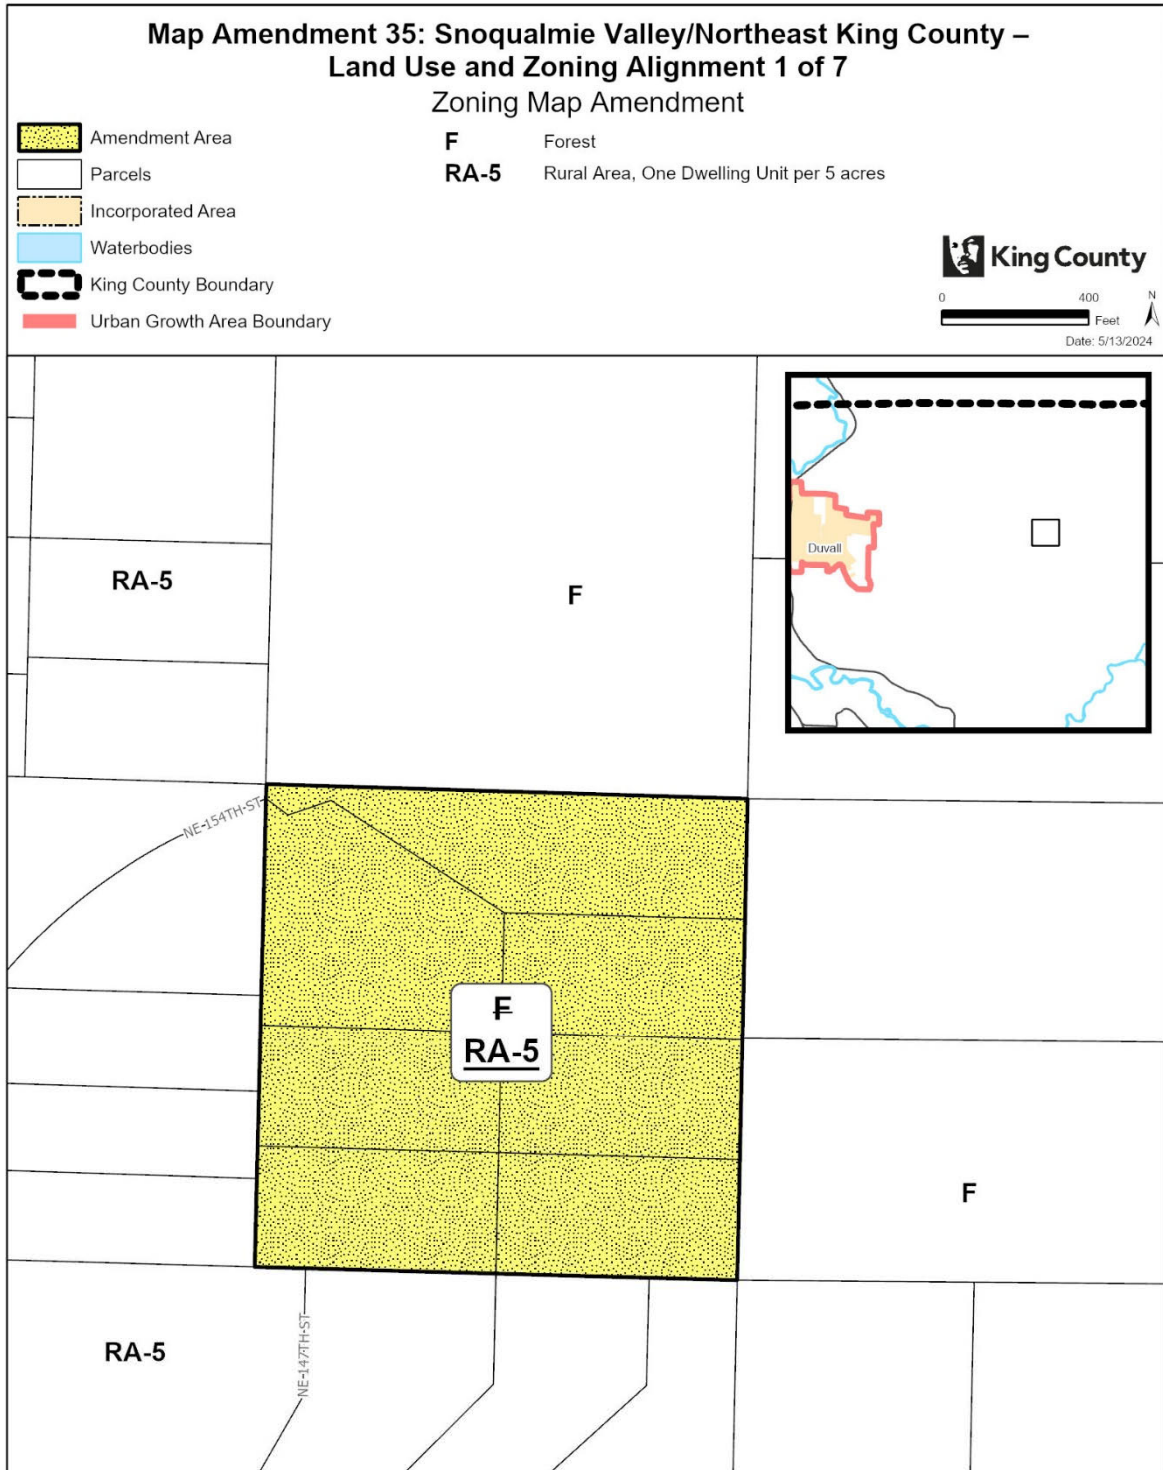 Map Amendment 35: Snoqualmie Valley/Northeast King County –
Land Use and Zoning Alignment 1 of 7
Zoning Map Amendment
Amendment Area
Parcels
Incorporated Area
Waterbodies
King County Boundary
Urban Growth Area Boundary
F Forest
RA-5 Rural Area, One Dwelling Unit per 5 acres
King County
0 400
Feet
N
Date: 5/13/2024
Duvall
RA-5
F
NE-154TH-ST
F
RA-5
F
RA-5
NE-147TH-ST